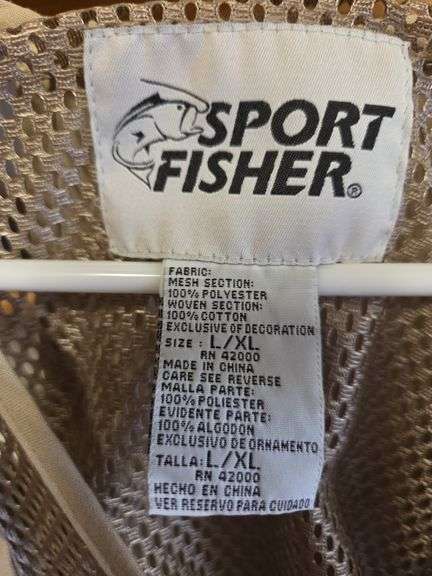 SPORT
FISHER®
FABRIC:
MESH SECTION:
100% POLYESTER
WOVEN SECTION:
100% COTTON
EXCLUSIVE OF DECORATION
SIZE : L/XL
RN 42000
MADE IN CHINA
CARE SEE REVERSE
MALLA PARTE:
100% POLIESTER
EVIDENTE PARTE:
100% ALGODON
EXCLUSIVO DE ORNAMENTO
TALLA: L/XL
RN 42000
HECHO EN CHINA
VER RESERVO PARA CUIDADO